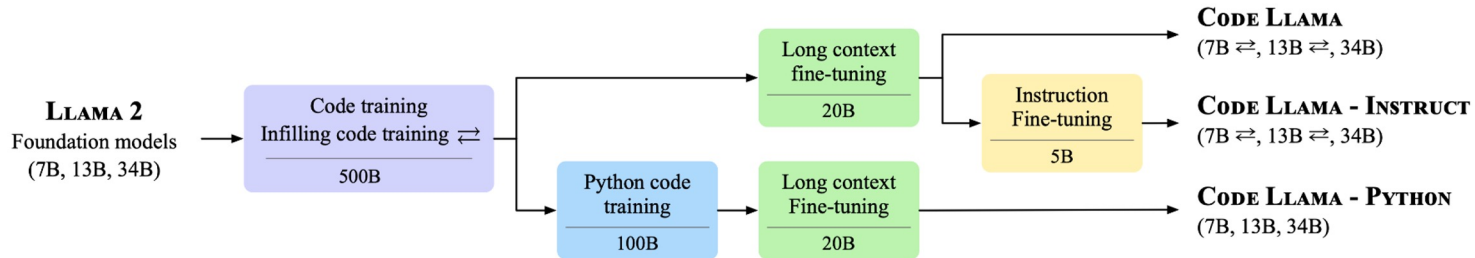 LLAMA 2
Foundation models
(7B, 13B, 34B)
Code training
Infilling code training ⇄
500B
Long context
fine-tuning
20B
Python code
training
100B
Long context
Fine-tuning
20B
Instruction
Fine-tuning
5B
CODE LLAMA
(7B ⇄, 13B ⇄, 34B)
CODE LLAMA - INSTRUCT
(7B ⇄, 13B ⇄, 34B)
CODE LLAMA - PYTHON
(7B, 13B, 34B)